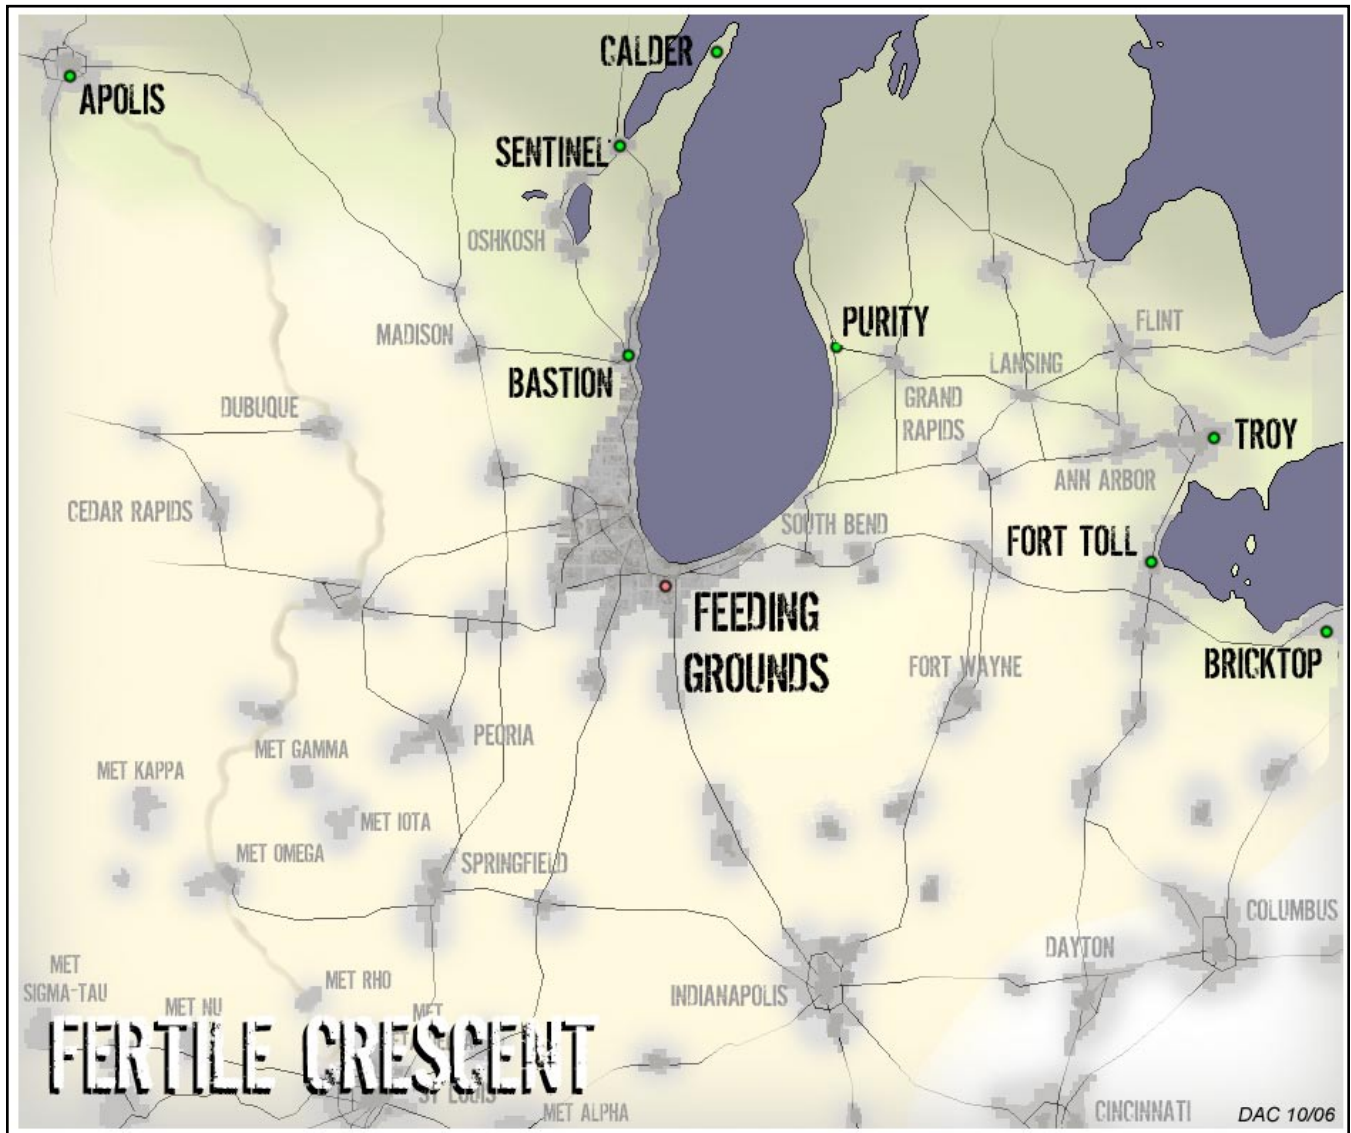 CALDER
APOLIS
SENTINEL
OSHKOSH
PURITY
FLINT
MADISON
LANSING
BASTION
GRAND
RAPIDS
DUBUQUE
TROY
ANN ARBOR
CEDAR RAPIDS
SOUTH BEND
FORT TOLL
FEEDING
GROUNDS
FORT WAYNE
BRICKTOP
PEORIA
MET GAMMA
MET KAPPA
MET IOTA
MET OMEGA
SPRINGFIELD
COLUMBUS
DAYTON
MET
SIGMA-TAU
MET RHO
INDIANAPOLIS
MET NU
MET
FERTILE CRESCENT
ST LOUIS
MET ALPHA
CINCINNATI
DAC 10/06